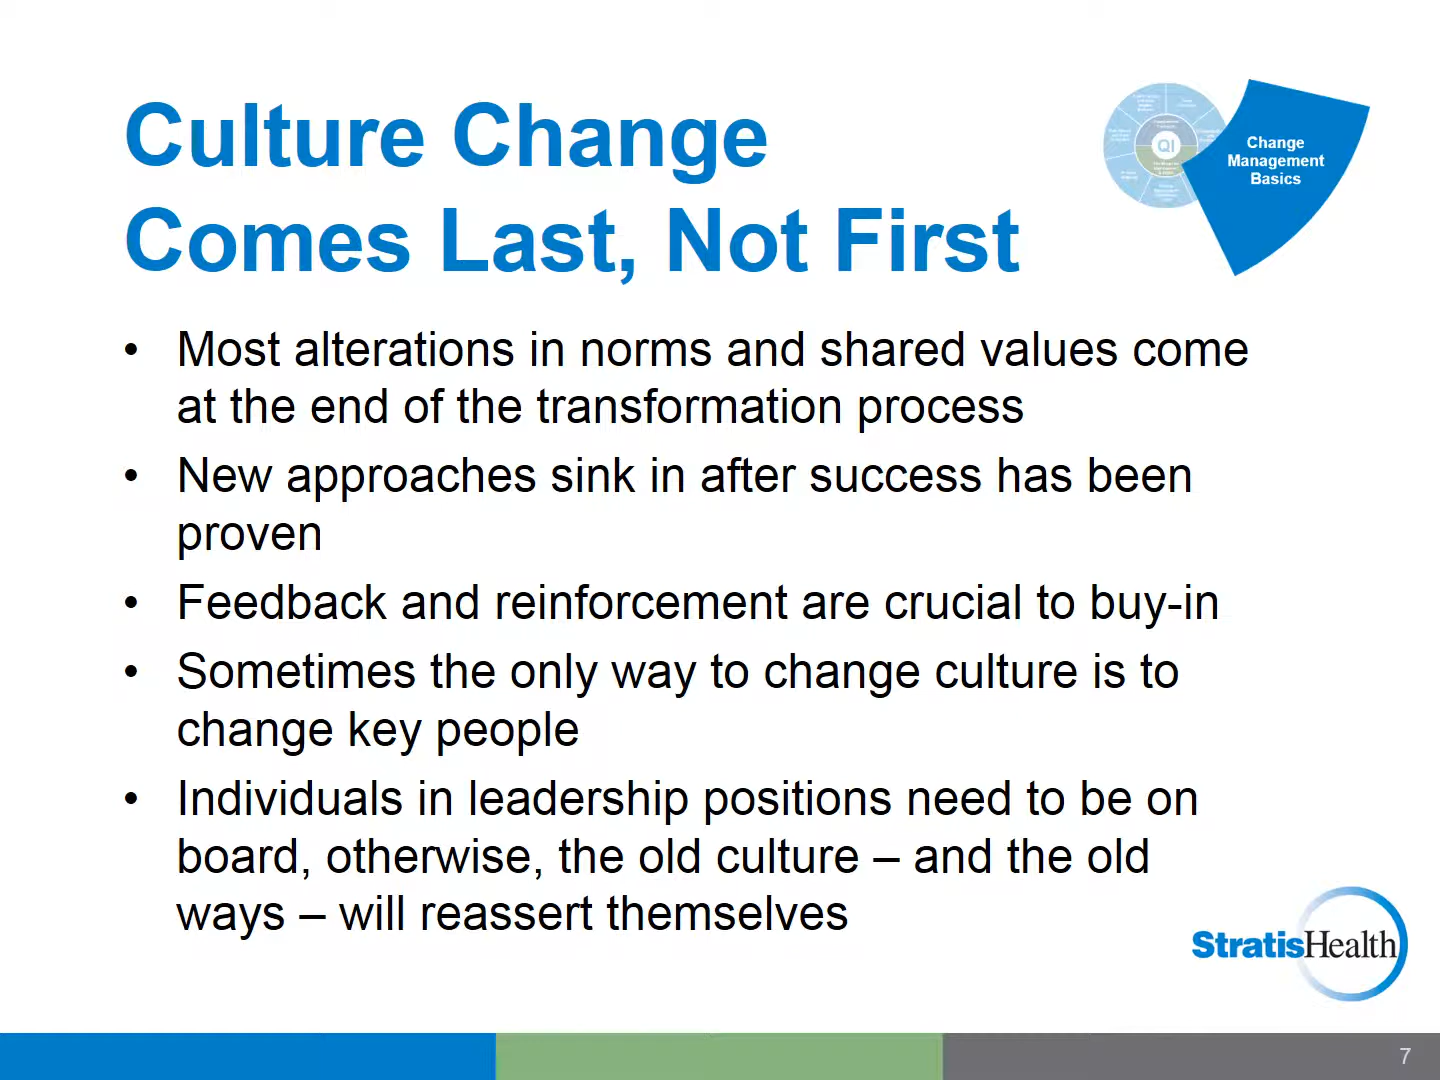 Culture Change
Comes Last, Not First
QI
Change
Management
Basics
• Most alterations in norms and shared values come
at the end of the transformation process
• New approaches sink in after success has been
proven
• Feedback and reinforcement are crucial to buy-in
• Sometimes the only way to change culture is to
change key people
• Individuals in leadership positions need to be on
board, otherwise, the old culture – and the old
ways – will reassert themselves
StratisHealth
7